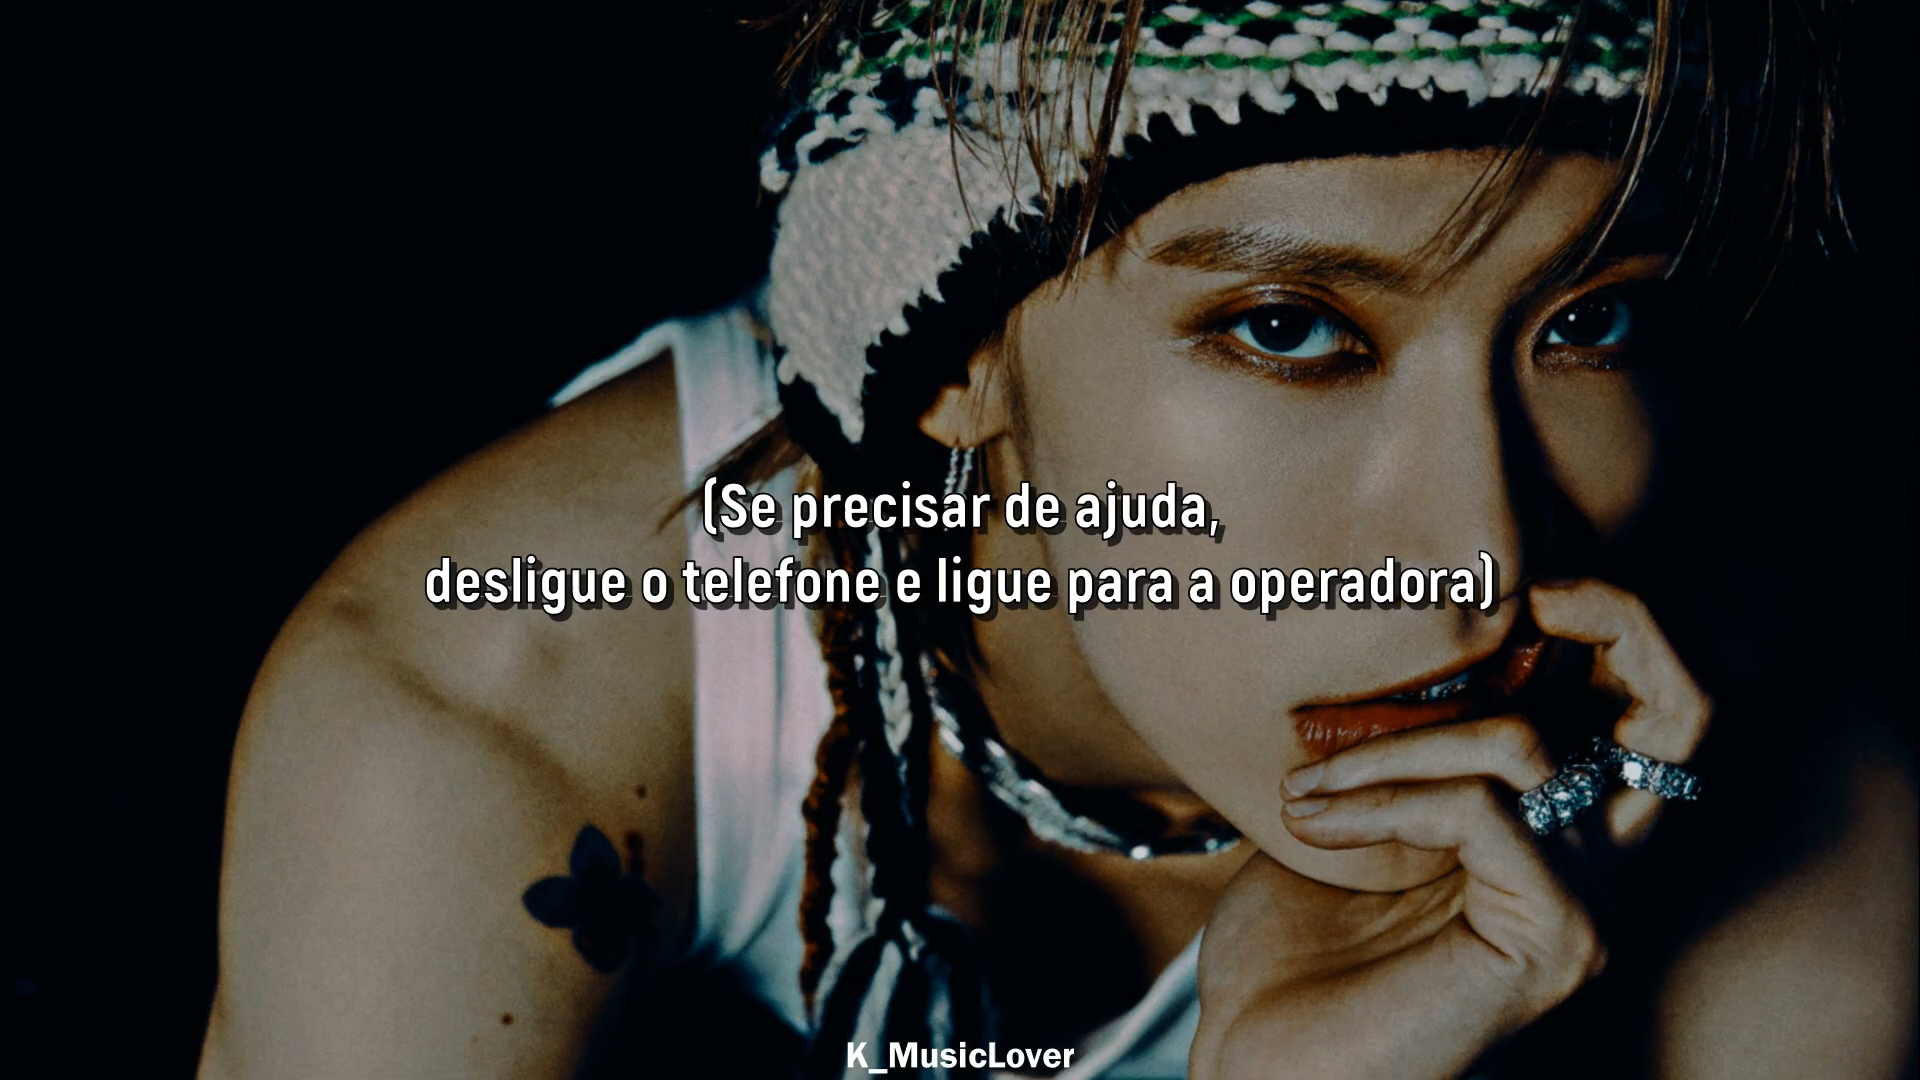 (Se precisar de ajuda,
desligue o telefone e ligue para a operadora)
K_MusicLover